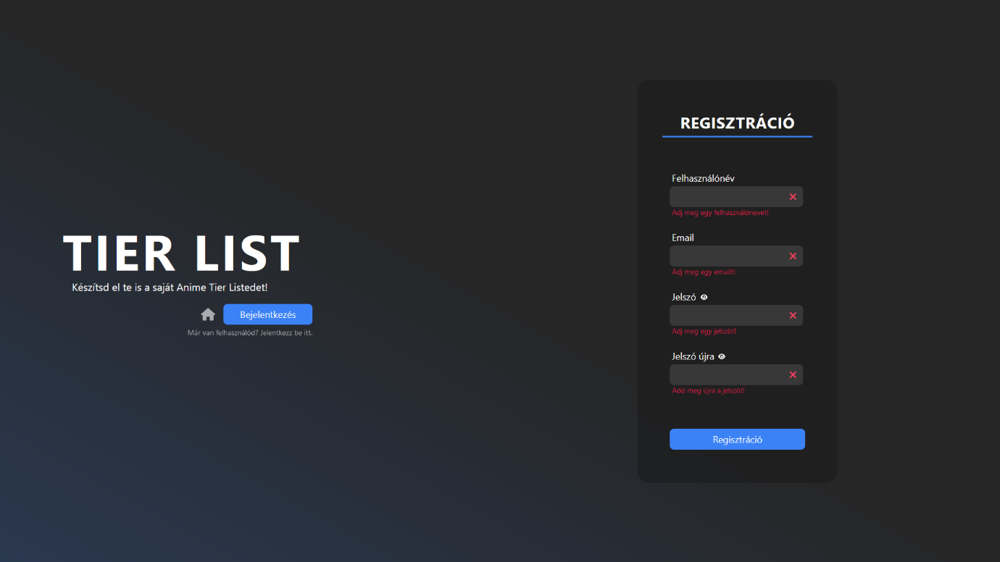 TIER LIST
Készítsd el te is a saját Anime Tier Listedet!
Bejelentkezés
Már van felhasználód? Jelentkezz be itt.
REGISZTRÁCIÓ
Felhasználónév
Adj meg egy felhasználónevet!
Email
Adj meg egy emailt!
Jelszó
Adj meg egy jelszót!
Jelszó újra
Add meg újra a jelszót!
Regisztráció